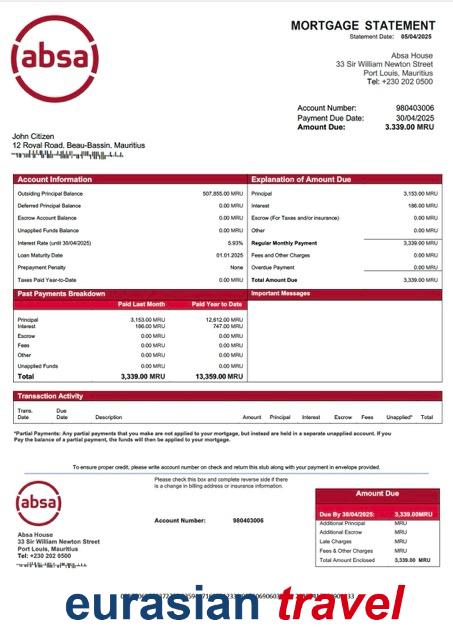 absa
MORTGAGE STATEMENT
Statement Date: 05/04/2025
Absa House
33 Sir William Newton Street
Port Louis, Mauritius
Tel: +230 202 0500
Account Number: 980403006
Payment Due Date: 30/04/2025
Amount Due: 3.339.00 MRU
John Citizen
12 Royal Road, Beau-Bassin, Mauritius
Account Information
Outsiding Principal Balance 507,855.00 MRU
Deferred Principal Balance 0.00 MRU
Escrow Account Balance 0.00 MRU
Unapplied Funds Balance 0.00 MRU
Interest Rate (until 30/04/2025) 5.93%
Loan Maturity Date 01.01.2025
Prepayment Penalty None
Taxes Paid Year-to-Date 0.00 MRU
Explanation of Amount Due
Principal 3,153.00 MRU
Interest 186.00 MRU
Escrow (For Taxes and/or insurance) 0.00 MRU
Other 0.00 MRU
Regular Monthly Payment 3,339.00 MRU
Fees and Other Charges 0.00 MRU
Overdue Payment 0.00 MRU
Total Amount Due 3,339.00 MRU
Past Payments Breakdown
Paid Last Month Paid Year to Date
Principal 3,153.00 MRU 12,612.00 MRU
Interest 186.00 MRU 747.00 MRU
Escrow 0.00 MRU 0.00 MRU
Fees 0.00 MRU 0.00 MRU
Other 0.00 MRU 0.00 MRU
Unapplied Funds 0.00 MRU 0.00 MRU
Total 3,339.00 MRU 13,359.00 MRU
Important Messages
Transaction Activity
Trans. Date Due Date Description Amount Principal Interest Escrow Fees Unapplied* Total
*Partial Payments: Any partial payments that you make are not applied to your mortgage, but instead are held in a separate unapplied account. If you
Pay the balance of a partial payment, the funds will then be applied to your mortgage.
To ensure proper credit, please write account number on check and return this stub along with your payment in envelope provided.
absa
Please check this box and complete reverse side if there
is a change in billing address or insurance information.
Absa House
33 Sir William Newton Street
Port Louis, Mauritius
Tel: +230 202 0500
Account Number: 980403006
Amount Due
Due By 30/04/2025: 3,339.00MRU
Additional Principal MRU
Additional Escrow MRU
Late Charges MRU
Fees & Other Charges MRU
Total Amount Enclosed 3,339.00 MRU
eurasian travel